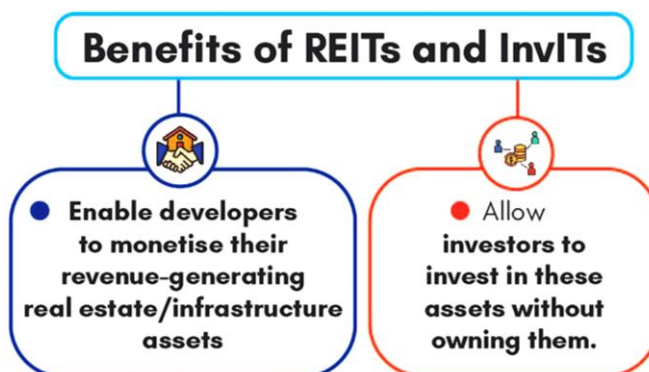 Benefits of REITs and InvITs
Enable developers
to monetise their
revenue-generating
real estate/infrastructure
assets
Allow
investors to
invest in these
assets without
owning them.